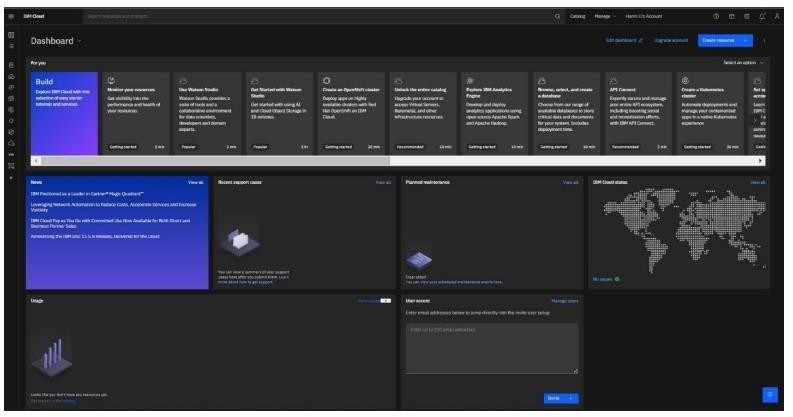 IBM Cloud
Search resources and products...
Catalog
Manage
Dashboard
Edit dashboard
Upgrade account
Create resource
For you
Select an option
Build
Explore IBM Cloud with this
selection of easy starter
tutorials and services.
Monitor your resources
Get visibility into the
performance and health of
your resources.
Getting started
3 min
Use Watson Studio
Watson Studio provides a
suite of tools and a
collaborative environment
for data scientists,
developers and domain
experts.
Popular
2 min
Get Started with Watson
Studio
Get started with using AI
and Cloud Object Storage in
15 minutes.
Popular
Create an OpenShift cluster
Deploy apps on highly
available clusters with Red
Hat OpenShift on IBM
Cloud.
Getting started
20 min
Unlock the entire catalog
Upgrade your account to
access Virtual Servers,
Baremetal, and other
infrastructure resources.
Recommended
10 min
Explore IBM Analytics
Engine
Develop and deploy
analytics applications using
open source Apache Spark
and Apache Hadoop.
Getting started
10 min
Browse, select, and create
a database
Choose from our range of
available databases to store
critical data and documents
for your system. Includes
deployment time.
Getting started
10 min
API Connect
Expertly secure and manage
your entire API ecosystem,
including boosting social
and monetization efforts,
with IBM API Connect.
Recommended
2 min
Create a Kubernetes
cluster
Automate deployments and
manage your containerized
apps in a native Kubernetes
experience.
Getting started
20 min
News
View all
IBM Positioned as a Leader in Gartner® Magic Quadrant™
Leveraging Network Automation to Reduce Costs, Accelerate Services and Increase
Visibility
IBM Cloud Pay as You Go with Committed Use Now Available for Both Direct and
Business Partner Sales
Announcing the IBM Db2 11.5.8 Release, Delivered for the Cloud
Recent support cases
View all
You can view a summary of your support
cases here after you submit them. Learn
more about how to get support.
Planned maintenance
View all
Clear skies!
You can view your scheduled maintenance events here.
IBM Cloud status
View all
No issues
Usage
View usage
Looks like you don't have any resources yet.
Get started in the catalog.
User access
Manage users
Enter email addresses below to jump directly into the invite
user setup
Enter up to 100 email addresses
Invite